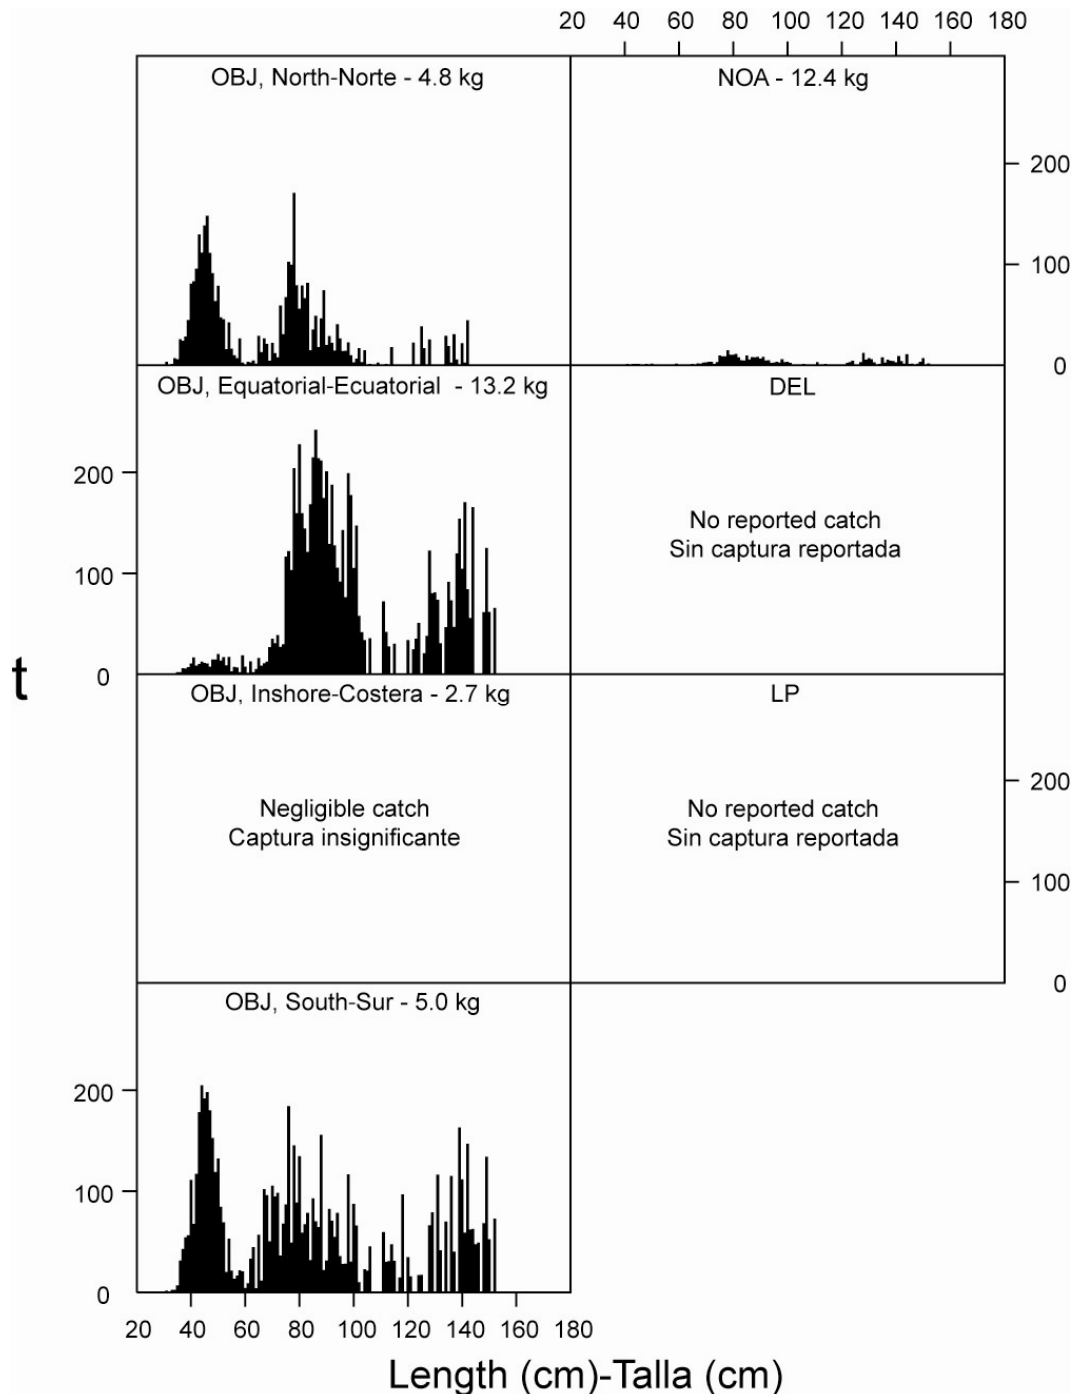 20 40 60 80 100 120 140 160 180
OBJ, North-Norte - 4.8 kg
NOA - 12.4 kg
200
100
0
OBJ, Equatorial-Ecuatorial - 13.2 kg
DEL
200
100
0
No reported catch
Sin captura reportada
t
OBJ, Inshore-Costera - 2.7 kg
LP
Negligible catch
Captura insignificante
No reported catch
Sin captura reportada
200
100
0
OBJ, South-Sur - 5.0 kg
200
100
0
20 40 60 80 100 120 140 160 180
Length (cm)-Talla (cm)